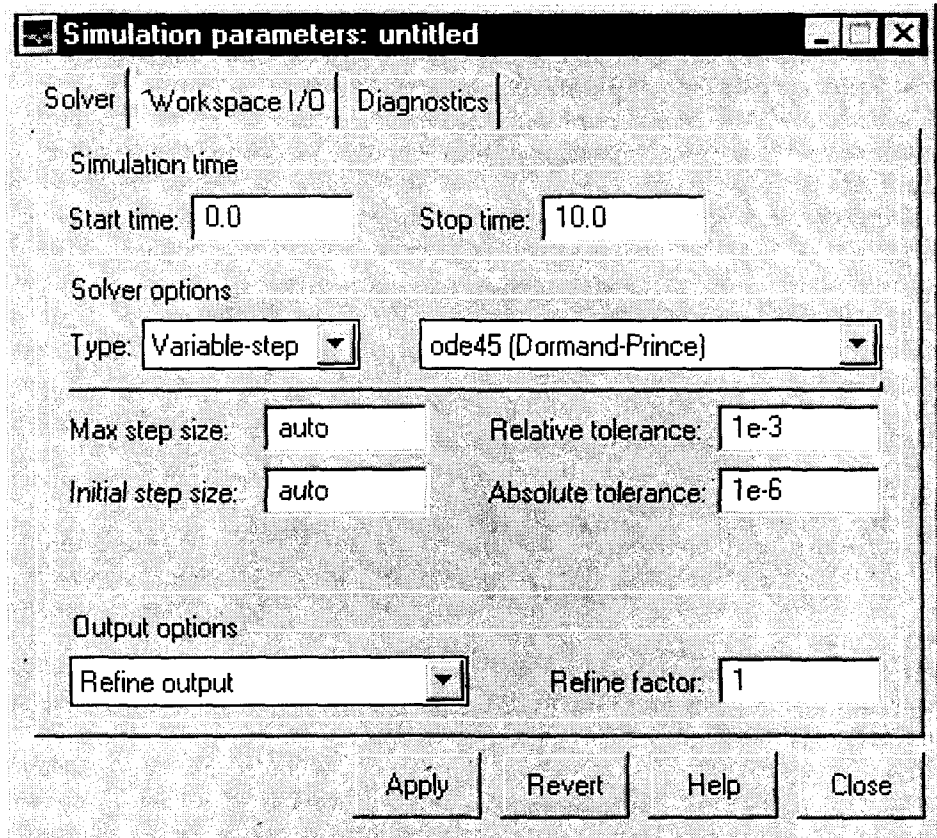 Simulation parameters: untitled
Solver Workspace I/O Diagnostics
Simulation time
Start time: 0.0 Stop time: 10.0
Solver options
Type: Variable-step ode45 (Dormand-Prince)
Max step size: auto Relative tolerance: 1e-3
Initial step size: auto Absolute tolerance: 1e-6
Output options
Refine output Refine factor: 1
Apply Revert Help Close